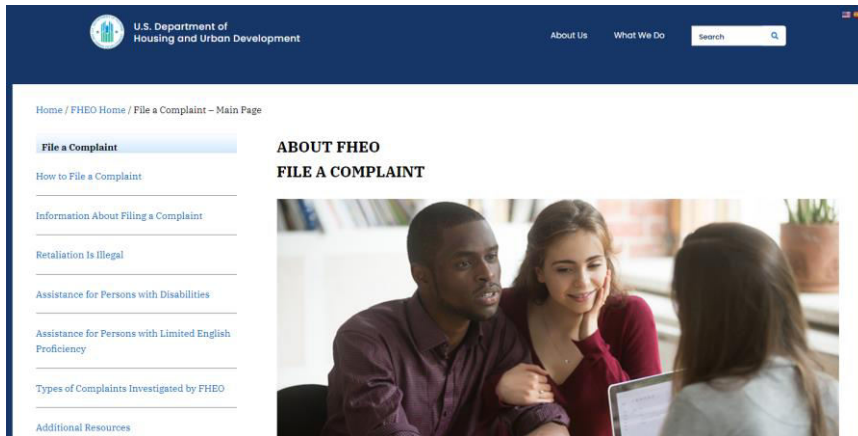 U.S. Department of
Housing and Urban Development
About Us
What We Do
Search
Home / FHEO Home / File a Complaint – Main Page
File a Complaint
How to File a Complaint
Information About Filing a Complaint
Retaliation Is Illegal
Assistance for Persons with Disabilities
Assistance for Persons with Limited English
Proficiency
Types of Complaints Investigated by FHEO
Additional Resources
ABOUT FHEO
FILE A COMPLAINT